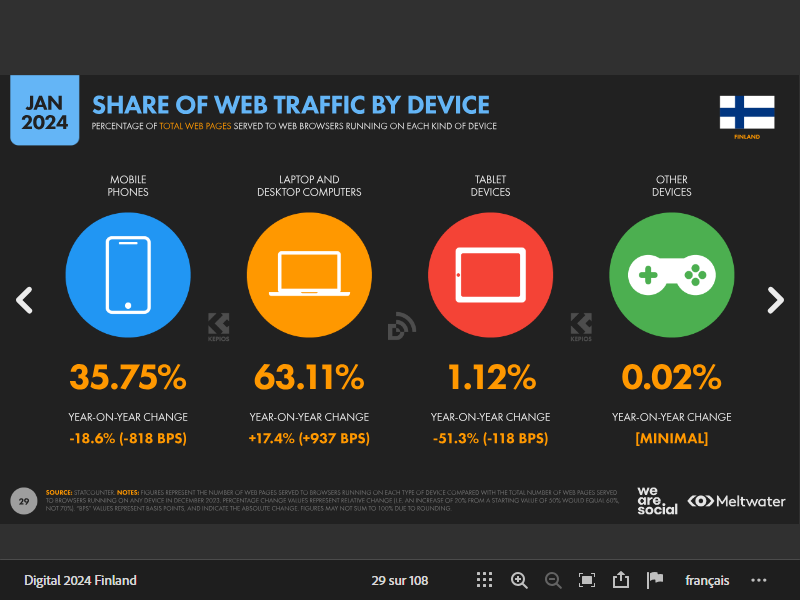 JAN
2024
SHARE OF WEB TRAFFIC BY DEVICE
PERCENTAGE OF TOTAL WEB PAGES SERVED TO WEB BROWSERS RUNNING ON EACH KIND OF DEVICE
FINLAND
MOBILE
PHONES
LAPTOP AND
DESKTOP COMPUTERS
TABLET
DEVICES
OTHER
DEVICES
KEPIOS
KEPIOS
35.75%
63.11%
1.12%
0.02%
YEAR-ON-YEAR CHANGE
YEAR-ON-YEAR CHANGE
YEAR-ON-YEAR CHANGE
YEAR-ON-YEAR CHANGE
-18.6% (-818 BPS)
+17.4% (+937 BPS)
-51.3% (-118 BPS)
[MINIMAL]
29
SOURCE: STATCOUNTER. NOTES: FIGURES REPRESENT THE NUMBER OF WEB PAGES SERVED TO BROWSERS RUNNING ON EACH TYPE OF DEVICE COMPARED WITH THE TOTAL NUMBER OF WEB PAGES SERVED
TO BROWSERS RUNNING ON ANY DEVICE IN DECEMBER 2023. PERCENTAGE CHANGE VALUES REPRESENT RELATIVE CHANGE (I.E. AN INCREASE OF 20% FROM A STARTING VALUE OF 50% WOULD EQUAL 60%,
NOT 70%). "BPS" VALUES REPRESENT BASIS POINTS, AND INDICATE THE ABSOLUTE CHANGE. FIGURES MAY NOT SUM TO 100% DUE TO ROUNDING.
we
are.
social
Meltwater
Digital 2024 Finland
29 sur 108
français